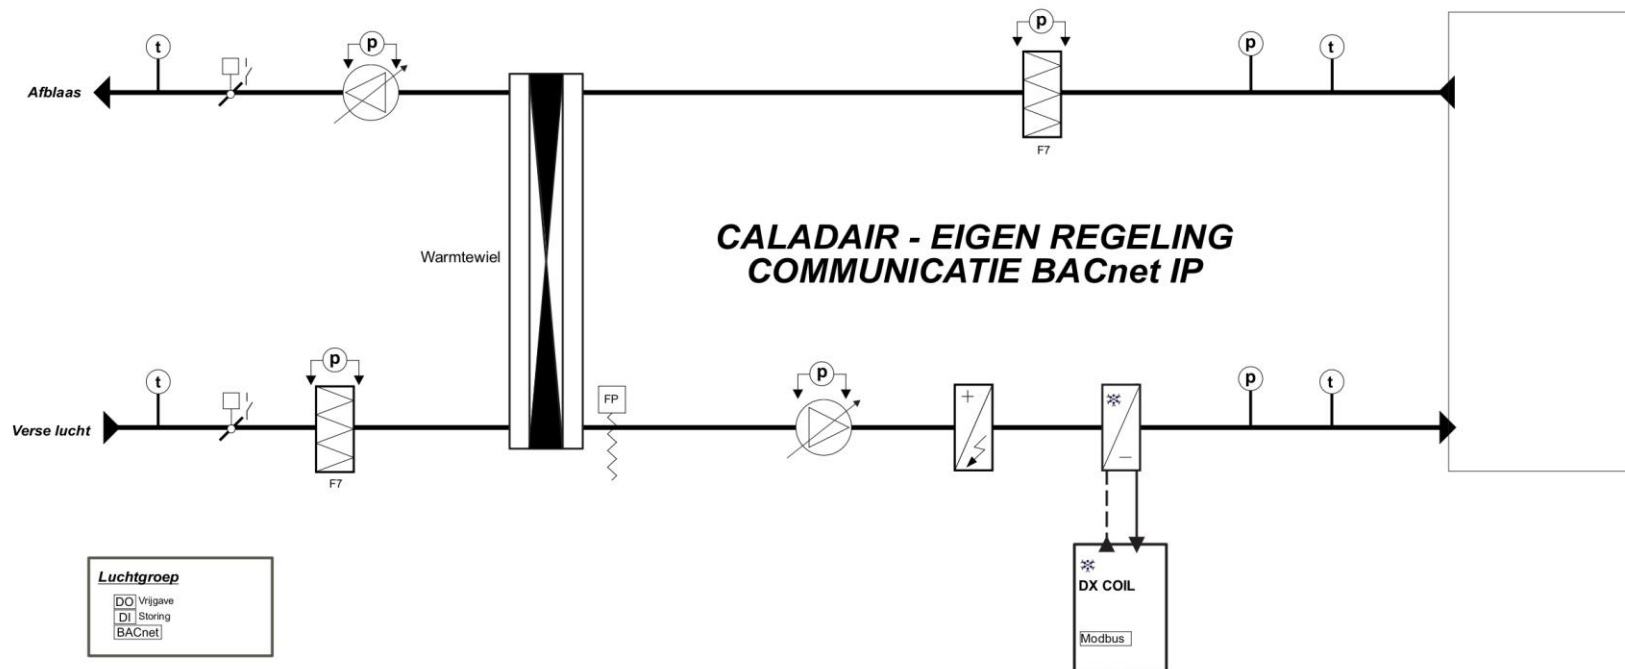 p
t
p
p
p
t
Afblaas
F7
CALADAIR - EIGEN REGELING
COMMUNICATIE BACnet IP
Warmtewiel
p
t
p
p
t
FP
+
Verse lucht
F7
Luchtgroep
DO Vrijgave
DI Storing
BACnet
DX COIL
Modbus